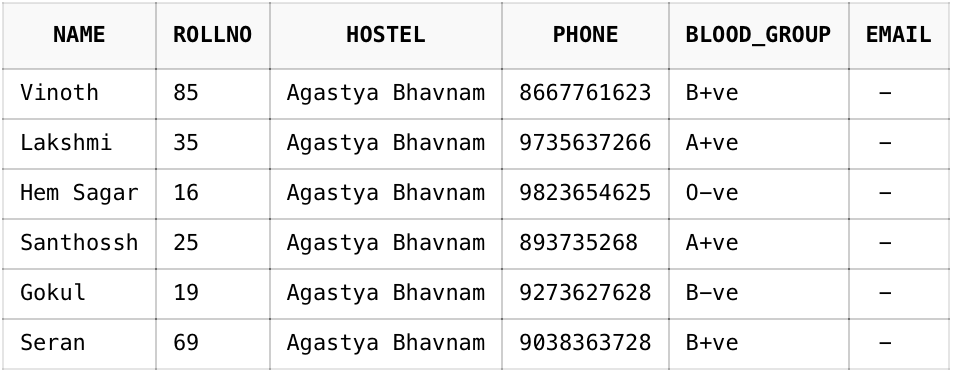 NAME ROLLNO HOSTEL PHONE BLOOD_GROUP EMAIL
Vinoth 85 Agastya Bhavnam 8667761623 B+ve -
Lakshmi 35 Agastya Bhavnam 9735637266 A+ve -
Hem Sagar 16 Agastya Bhavnam 9823654625 O-ve -
Santhossh 25 Agastya Bhavnam 893735268 A+ve -
Gokul 19 Agastya Bhavnam 9273627628 B-ve -
Seran 69 Agastya Bhavnam 9038363728 B+ve -